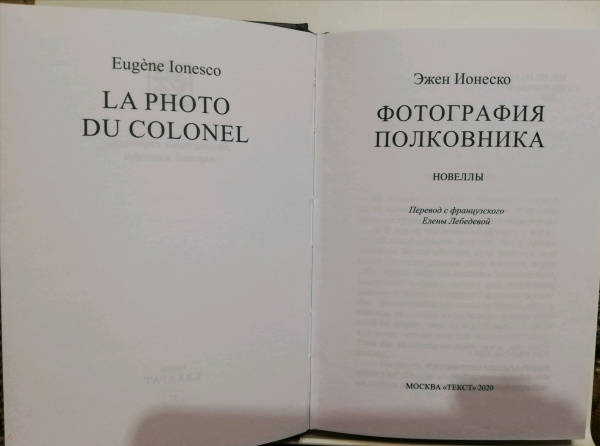 Eugène Ionesco
LA PHOTO
DU COLONEL
Эжен Ионеско
ФОТОГРАФИЯ
ПОЛКОВНИКА
НОВЕЛЛЫ
Перевод с французского
Елены Лебедевой
МОСКВА «ТЕКСТ» 2020